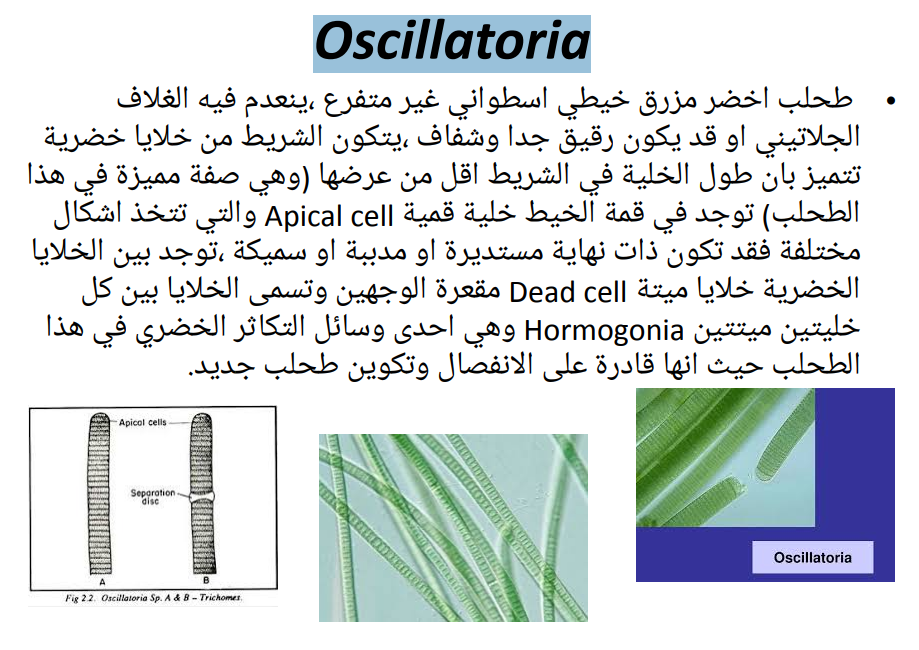 Oscillatoria
• طحلب اخضر مزرق خيطي اسطواني غير متفرع ،ينعدم فيه الغلاف
الجلاتيني او قد يكون رقيق جدا وشفاف ،يتكون الشريط من خلايا خضرية
تتميز بان طول الخلية في الشريط اقل من عرضها (وهي صفة مميزة في هذا
الطحلب) توجد في قمة الخيط خلية قمية Apical cell والتي تتخذ اشكال
مختلفة فقد تكون ذات نهاية مستديرة او مدببة او سميكة ،توجد بين الخلايا
الخضرية خلايا ميتة Dead cell مقعرة الوجهين وتسمى الخلايا بين كل
خليتين ميتتين Hormogonia وهي احدى وسائل التكاثر الخضري في هذا
الطحلب حيث انها قادرة على الانفصال وتكوين طحلب جديد.
Apical cells
Separation
disc
A
B
Fig 2.2. Oscillatoria Sp. A & B – Trichomes.
Oscillatoria